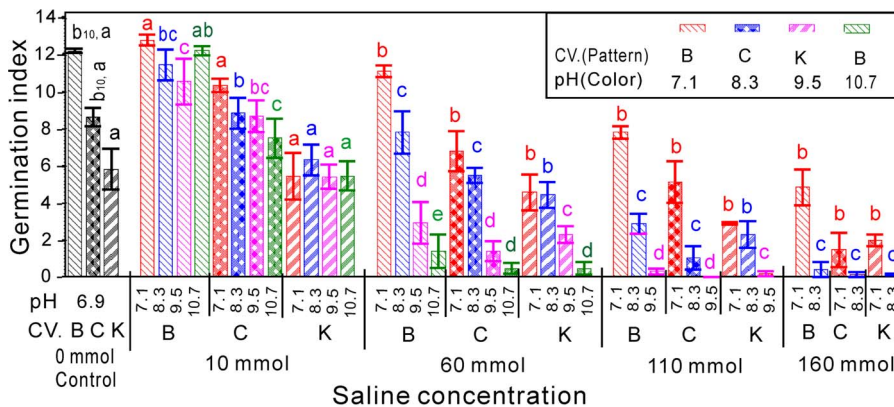 Germination index
14
12
10
8
6
4
2
0
b10, a b10, a a
a bc c ab a b bc c a a a a
b c d e b b c d b b c d
b c d b c d b c d
b c b c b c
CV.(Pattern) B C K B
pH(Color) 7.1 8.3 9.5 10.7
pH 6.9 7.1 8.3 9.5 10.7 7.1 8.3 9.5 10.7 7.1 8.3 9.5 10.7 7.1 8.3 9.5 10.7 7.1 8.3 9.5 10.7 7.1 8.3 9.5 10.7 7.1 8.3 9.5 7.1 8.3 9.5 7.1 8.3 9.5 7.1 8.3 7.1 8.3 7.1 8.3
CV. B C K B C K B C K B C K B C K
0 mmol 10 mmol 60 mmol 110 mmol 160 mmol
Control
Saline concentration